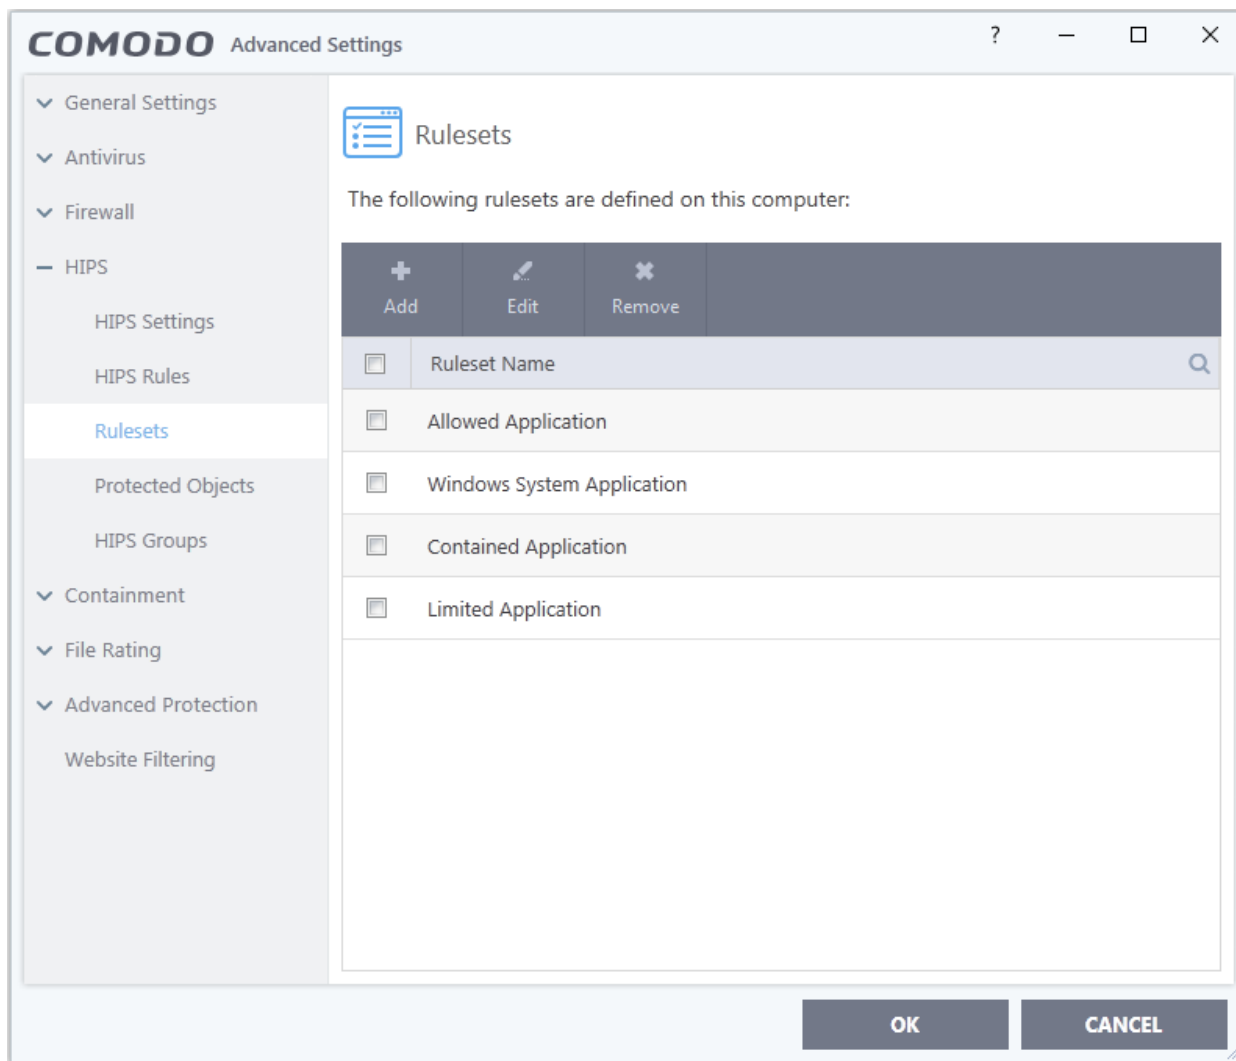 COMODO Advanced Settings ?
General Settings
Antivirus
Firewall
HIPS
HIPS Settings
HIPS Rules
Rulesets
Protected Objects
HIPS Groups
Containment
File Rating
Advanced Protection
Website Filtering
Rulesets
The following rulesets are defined on this computer:
Add Edit Remove
Ruleset Name
Allowed Application
Windows System Application
Contained Application
Limited Application
OK CANCEL